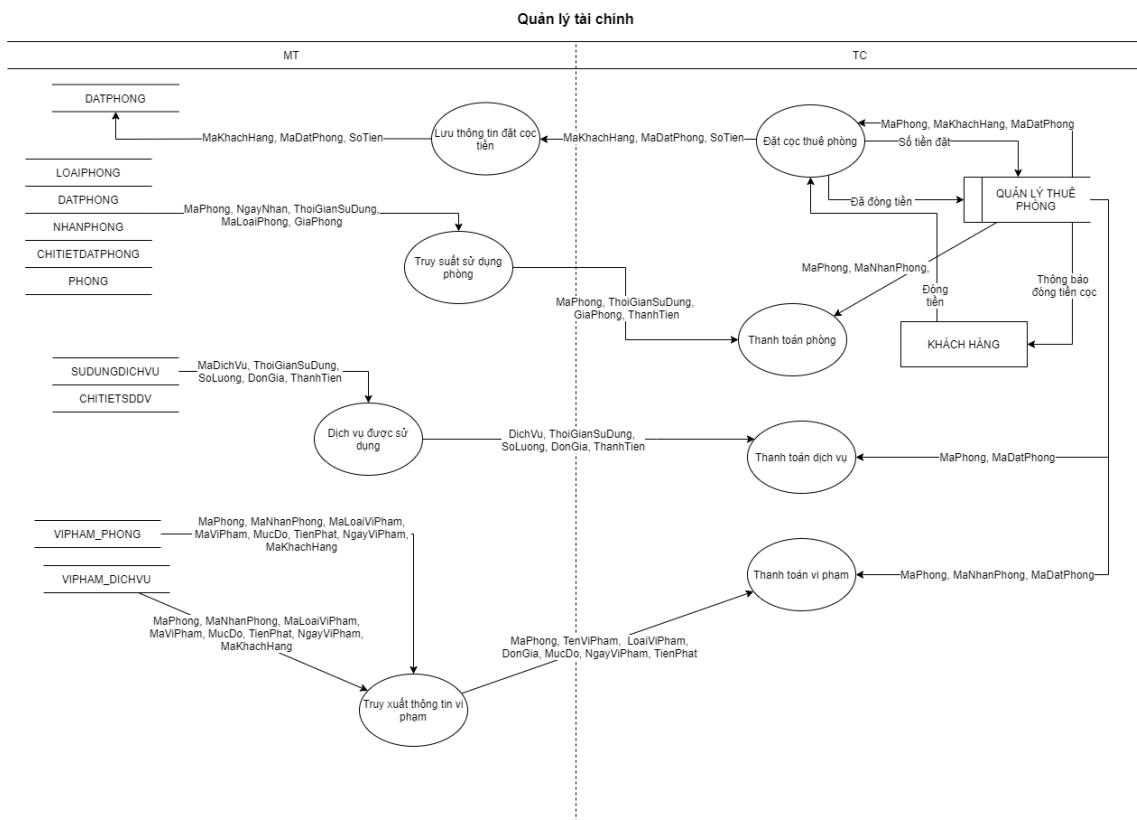 Quản lý tài chính
MT
TC
DATPHONG
MaKhachHang, MaDatPhong, SoTien
Lưu thông tin đặt cọc
tiền
MaKhachHang, MaDatPhong, SoTien
Đặt cọc thuê phòng
MaPhong, MaKhachHang, MaDatPhong
Số tiền đặt
LOAIPHONG
DATPHONG
NHANPHONG
CHITIETDATPHONG
PHONG
MaPhong, NgayNhan, ThoiGianSuDung,
MaLoaiPhong, GiaPhong
Đã đóng tiền
QUẢN LÝ THUÊ
PHÒNG
Truy suất sử dụng
phòng
MaPhong, MaNhanPhong,
Đóng
tiền
Thông báo
đóng tiền cọc
MaPhong, ThoiGianSuDung,
GiaPhong, ThanhTien
Thanh toán phòng
KHÁCH HÀNG
SUDUNGDICHVU
CHITIETSDDV
MaDichVu, ThoiGianSuDung,
SoLuong, DonGia, ThanhTien
Dịch vụ được sử
dụng
DichVu, ThoiGianSuDung,
SoLuong, DonGia, ThanhTien
Thanh toán dịch vụ
MaPhong, MaDatPhong
VIPHAM_PHONG
MaPhong, MaNhanPhong, MaLoaiViPham,
MaViPham, MucDo, TienPhat, NgayViPham,
MaKhachHang
VIPHAM_DICHVU
Thanh toán vi phạm
MaPhong, MaNhanPhong, MaDatPhong
MaPhong, MaNhanPhong, MaLoaiViPham,
MaViPham, MucDo, TienPhat, NgayViPham,
MaKhachHang
MaPhong, TenViPham, LoaiViPham,
DonGia, MucDo, NgayViPham, TienPhat
Truy xuất thông tin vi
phạm